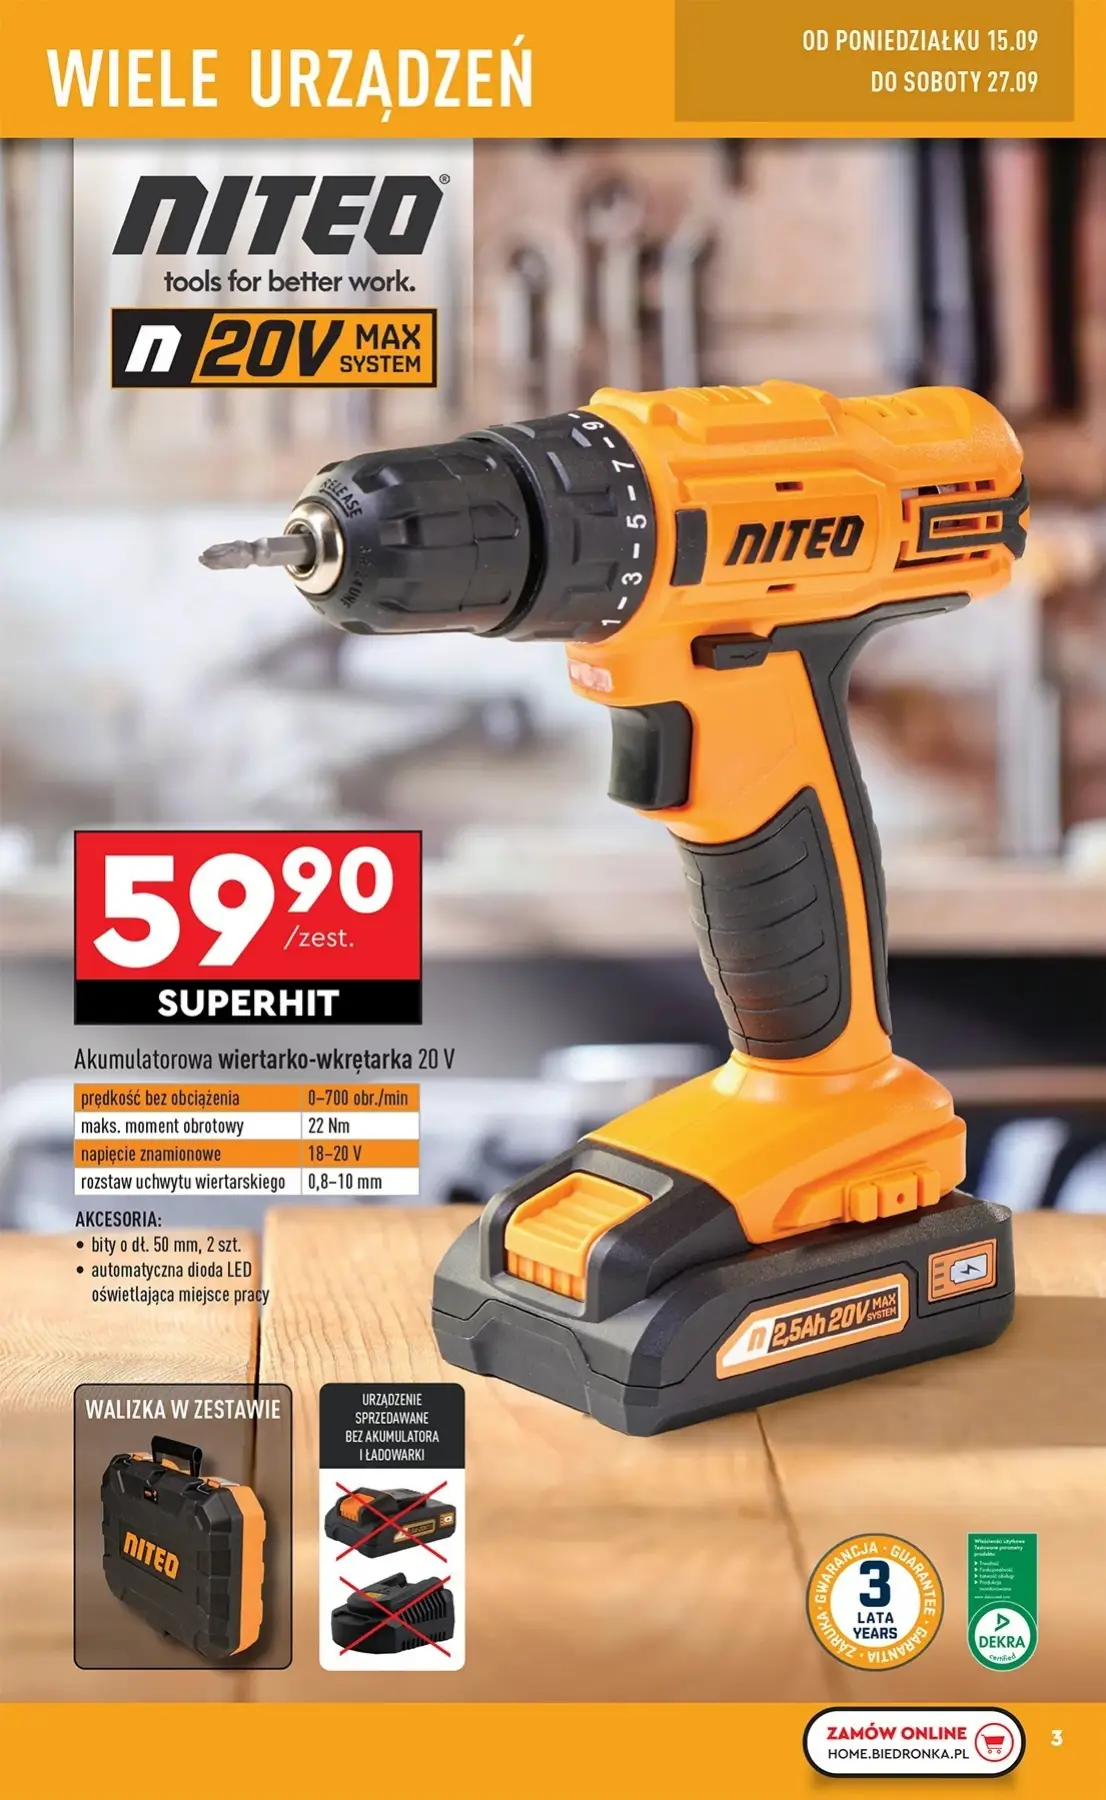 WIELE URZĄDZEŃ
OD PONIEDZIAŁKU 15.09
DO SOBOTY 27.09
NITEO®
tools for better work.
n 20V MAX
SYSTEM
RELEASE
9
7
5
3
1
NITEO
59 90
/zest.
SUPERHIT
Akumulatorowa wiertarko-wkrętarka 20 V
prędkość bez obciążenia 0–700 obr./min
maks. moment obrotowy 22 Nm
napięcie znamionowe 18–20 V
rozstaw uchwytu wiertarskiego 0,8–10 mm
AKCESORIA:
• bity o dł. 50 mm, 2 szt.
• automatyczna dioda LED
oświetlająca miejsce pracy
n 2,5Ah 20V MAX
SYSTEM
WALIZKA W ZESTAWIE
NITEO
URZĄDZENIE
SPRZEDAWANE
BEZ AKUMULATORA
I ŁADOWARKI
GWARANCJA · GUARANTEE · GARANTIA · ZÁRUKA
3
LATA
YEARS
DEKRA
certified
ZAMÓW ONLINE
HOME.BIEDRONKA.PL
3